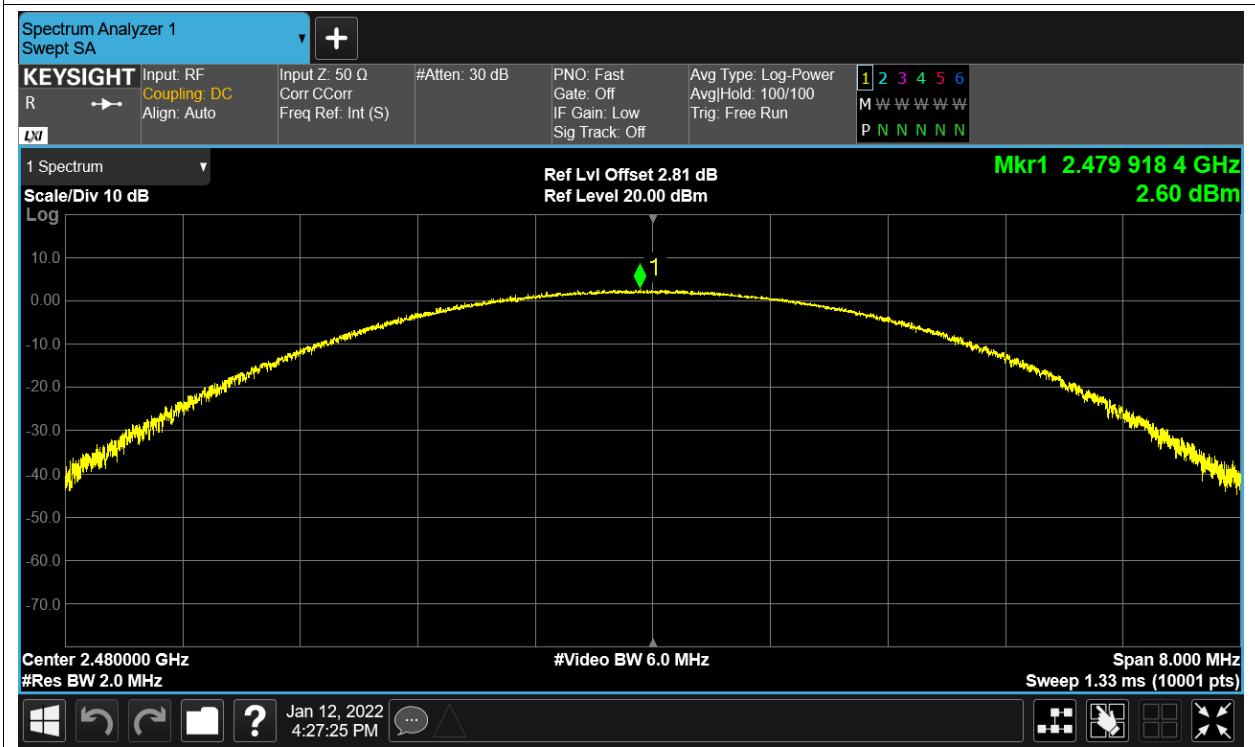 Spectrum Analyzer 1
Swept SA
KEYSIGHT
R
LXI
Input: RF
Coupling: DC
Align: Auto
Input Z: 50 Ω
Corr CCorr
Freq Ref: Int (S)
#Atten: 30 dB
PNO: Fast
Gate: Off
IF Gain: Low
Sig Track: Off
Avg Type: Log-Power
Avg|Hold: 100/100
Trig: Free Run
1 2 3 4 5 6
M W W W W W
P N N N N N
1 Spectrum
Scale/Div 10 dB
Ref Lvl Offset 2.81 dB
Ref Level 20.00 dBm
Mkr1 2.479 918 4 GHz
2.60 dBm
Log
10.0
0.00
-10.0
-20.0
-30.0
-40.0
-50.0
-60.0
-70.0
1
Center 2.480000 GHz
#Res BW 2.0 MHz
#Video BW 6.0 MHz
Span 8.000 MHz
Sweep 1.33 ms (10001 pts)
?
Jan 12, 2022
4:27:25 PM